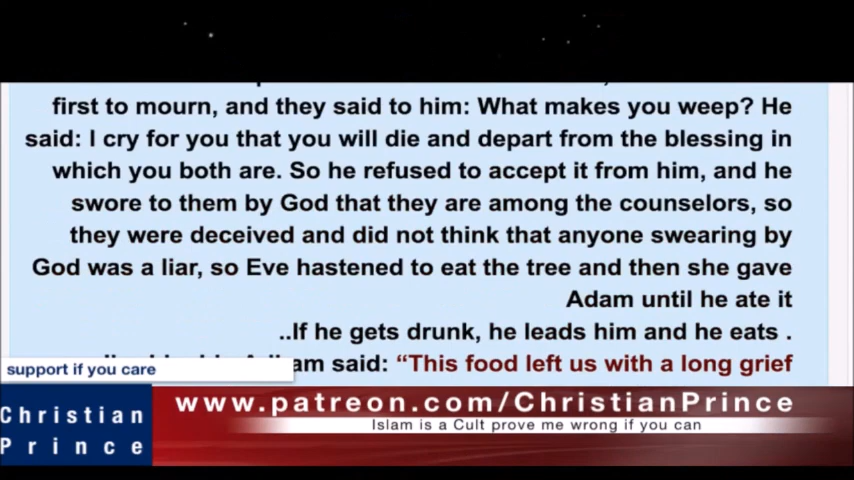 first to mourn, and they said to him: What makes you weep? He
said: I cry for you that you will die and depart from the blessing in
which you both are. So he refused to accept it from him, and he
swore to them by God that they are among the counselors, so
they were deceived and did not think that anyone swearing by
God was a liar, so Eve hastened to eat the tree and then she gave
Adam until he ate it
..If he gets drunk, he leads him and he eats .
am said: “This food left us with a long grief
support if you care
Christian
Prince
www.patreon.com/ChristianPrince
Islam is a Cult prove me wrong if you can